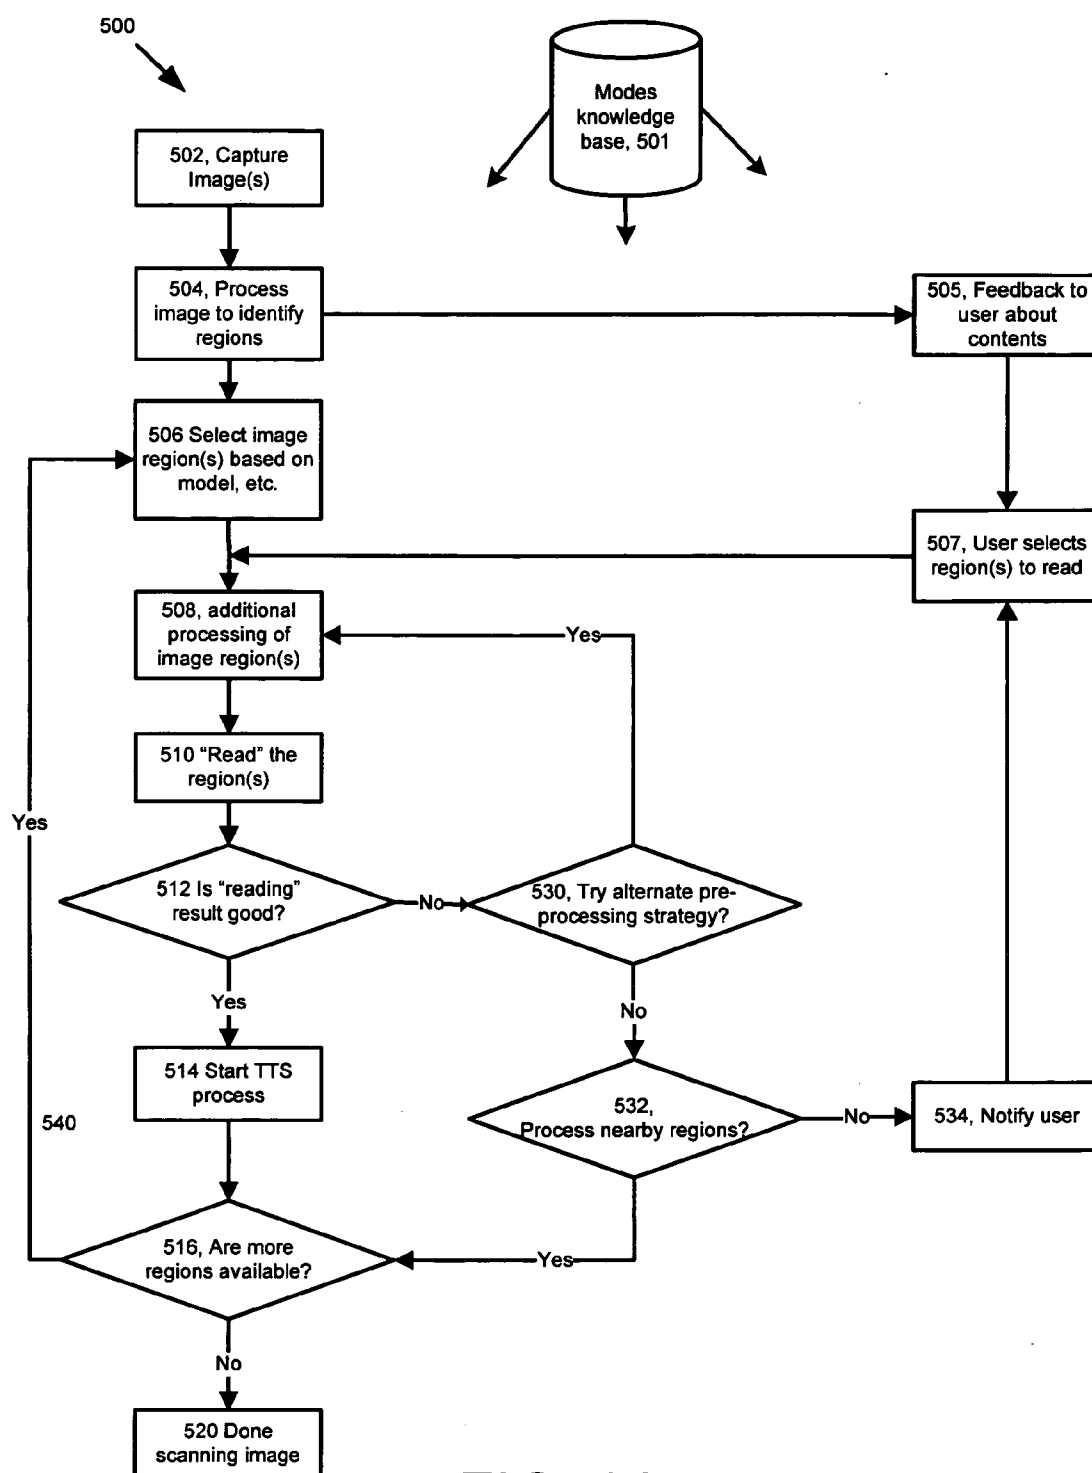 500
Modes
knowledge
base, 501
502, Capture
Image(s)
504, Process
image to identify
regions
505, Feedback to
user about
contents
506 Select image
region(s) based on
model, etc.
507, User selects
region(s) to read
508, additional
processing of
image region(s)
Yes
510 “Read” the
region(s)
Yes
512 Is “reading”
result good?
No
530, Try alternate pre-
processing strategy?
Yes
No
514 Start TTS
process
540
532,
Process nearby regions?
No
534, Notify user
516, Are more
regions available?
Yes
No
520 Done
scanning image